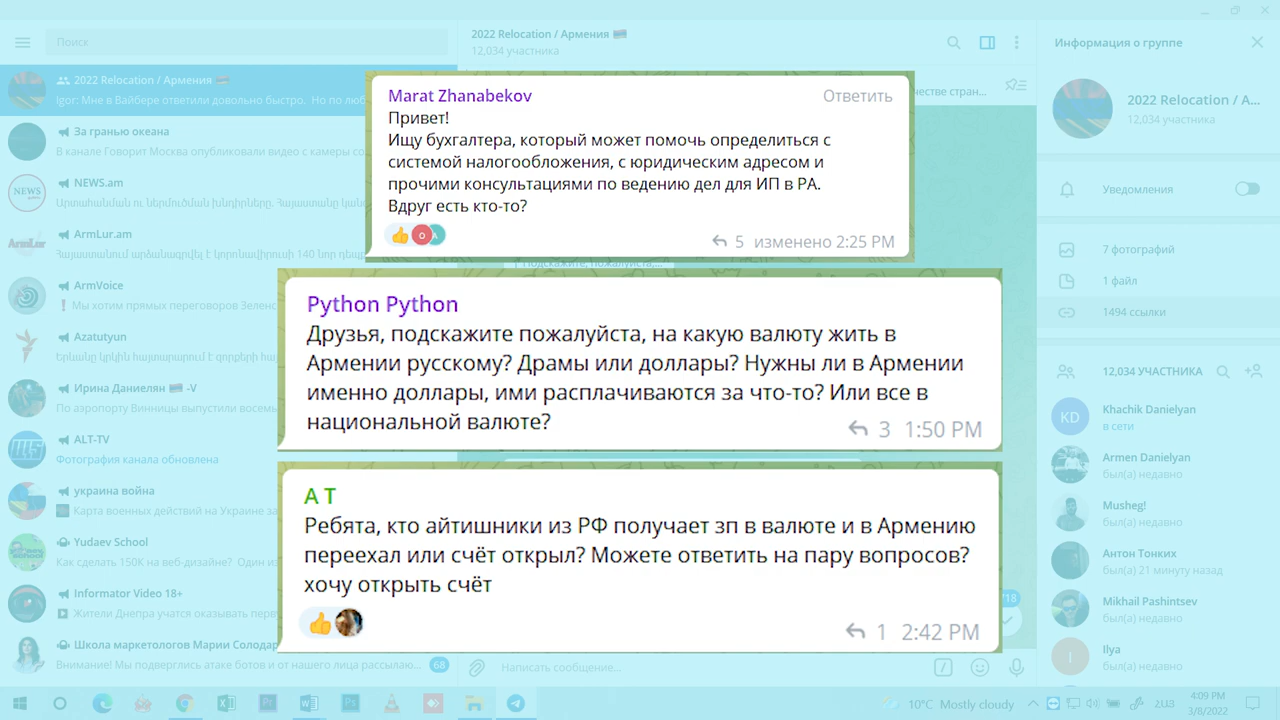 Поиск
2022 Relocation / Армения
12,034 участника
Информация о группе
2022 Relocation / Армения
Igor: Мне в Вайбере ответили довольно быстро. Но по люб
За гранью океана
В канале Говорит Москва опубликовали видео с камеры со
NEWS.am
ArmLur.am
ArmVoice
❗ Мы хотим прямых переговоров Зеленс
Azatutyun
Ирина Даниелян -V
По аэропорту Винницы выпустили восемь
ALT-TV
Фотография канала обновлена
украина война
Карта военных действий на Украине за
Yudaev School
Как сделать 150К на веб-дизайне? Один из
Informator Video 18+
Жители Днепра учатся оказывать перв
Школа маркетологов Марии Солодар
Внимание! Мы подверглись атаке ботов и от нашего лица рассылаю...
68
Marat Zhanabekov
Ответить
Привет!
Ищу бухгалтера, который может помочь определиться с
системой налогообложения, с юридическим адресом и
прочими консультациями по ведению дел для ИП в РА.
Вдруг есть кто-то?
5 изменено 2:25 PM
Python Python
Друзья, подскажите пожалуйста, на какую валюту жить в
Армении русскому? Драмы или доллары? Нужны ли в Армении
именно доллары, ими расплачиваются за что-то? Или все в
национальной валюте?
3 1:50 PM
А Т
Ребята, кто айтишники из РФ получает зп в валюте и в Армению
переехал или счёт открыл? Можете ответить на пару вопросов?
хочу открыть счёт
1 2:42 PM
Написать сообщение...
2022 Relocation / А...
12,034 участника
Уведомления
7 фотографий
1 файл
1494 ссылки
12,034 УЧАСТНИКА
KD
Khachik Danielyan
в сети
Armen Danielyan
был(а) недавно
Musheg!
был(а) недавно
Антон Тонких
был(а) 21 минуту назад
Mikhail Pashintsev
был(а) недавно
I
Ilya
был(а) недавно
10°C Mostly cloudy
ՀԱՅ
4:09 PM
3/8/2022